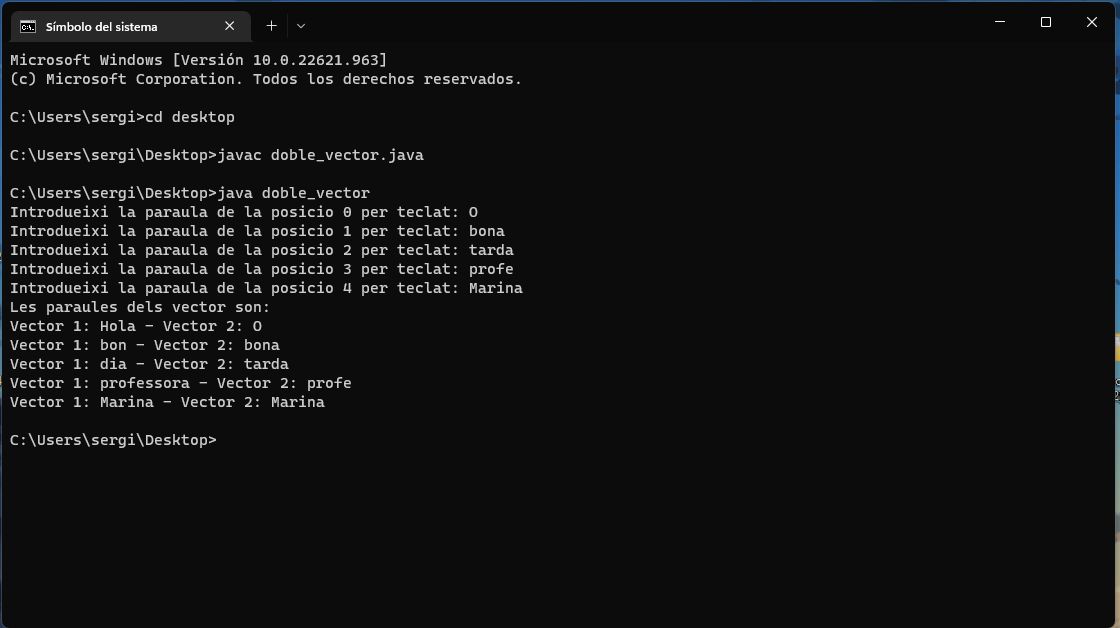 Símbolo del sistema
Microsoft Windows [Versión 10.0.22621.963]
(c) Microsoft Corporation. Todos los derechos reservados.
C:\Users\sergi>cd desktop
C:\Users\sergi\Desktop>javac doble_vector.java
C:\Users\sergi\Desktop>java doble_vector
Introdueixi la paraula de la posicio 0 per teclat: O
Introdueixi la paraula de la posicio 1 per teclat: bona
Introdueixi la paraula de la posicio 2 per teclat: tarda
Introdueixi la paraula de la posicio 3 per teclat: profe
Introdueixi la paraula de la posicio 4 per teclat: Marina
Les paraules dels vector son:
Vector 1: Hola - Vector 2: O
Vector 1: bon - Vector 2: bona
Vector 1: dia - Vector 2: tarda
Vector 1: professora - Vector 2: profe
Vector 1: Marina - Vector 2: Marina
C:\Users\sergi\Desktop>